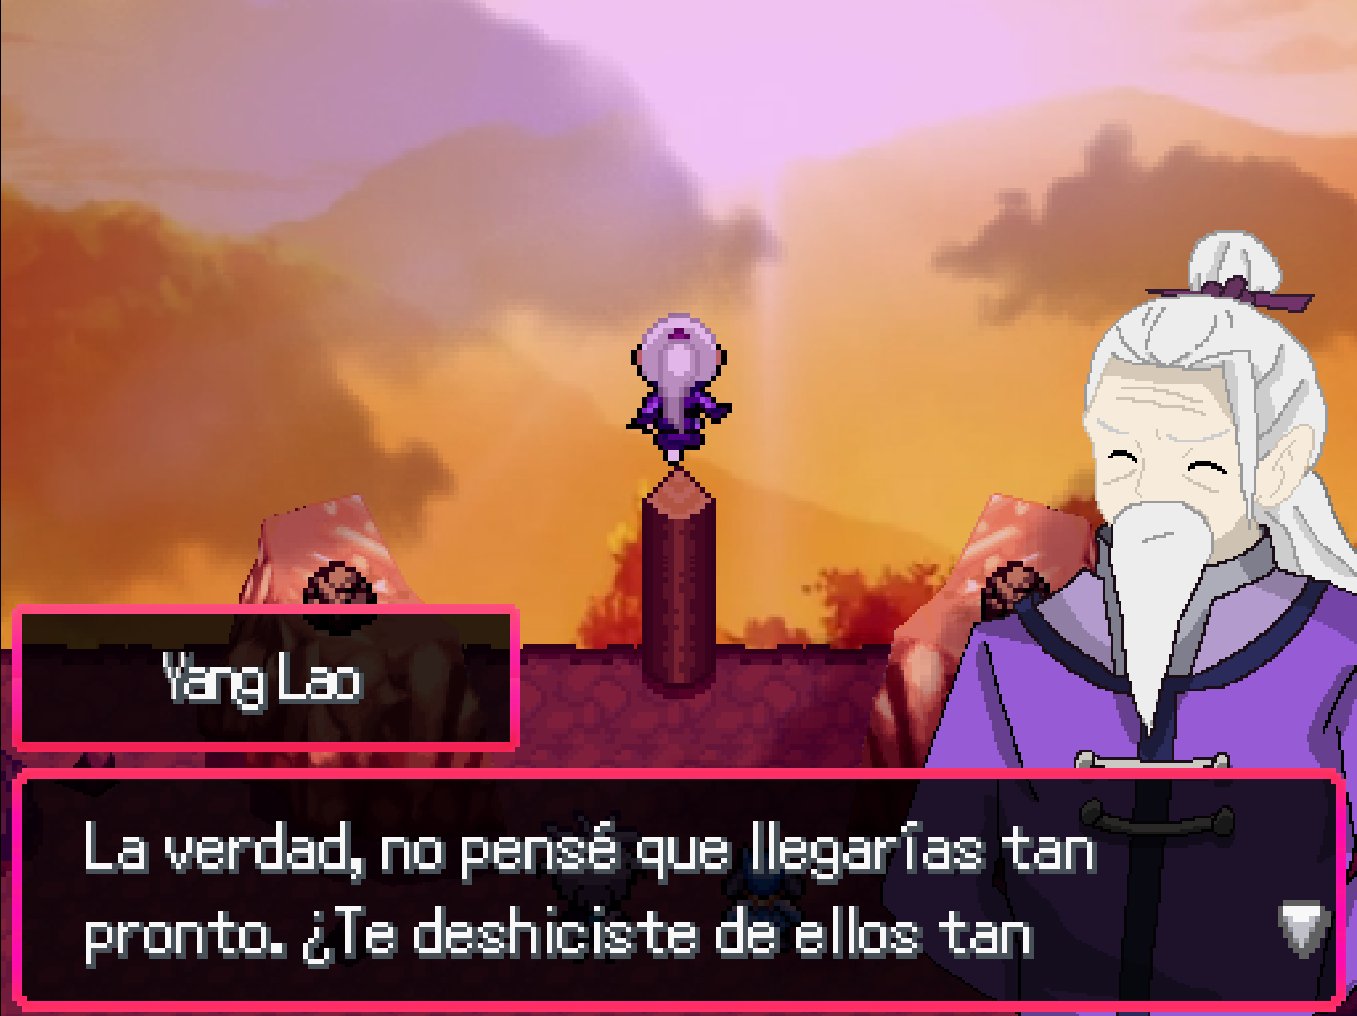 Yang Lao
La verdad, no pensé que llegarías tan
pronto. ¿Te deshiciste de ellos tan